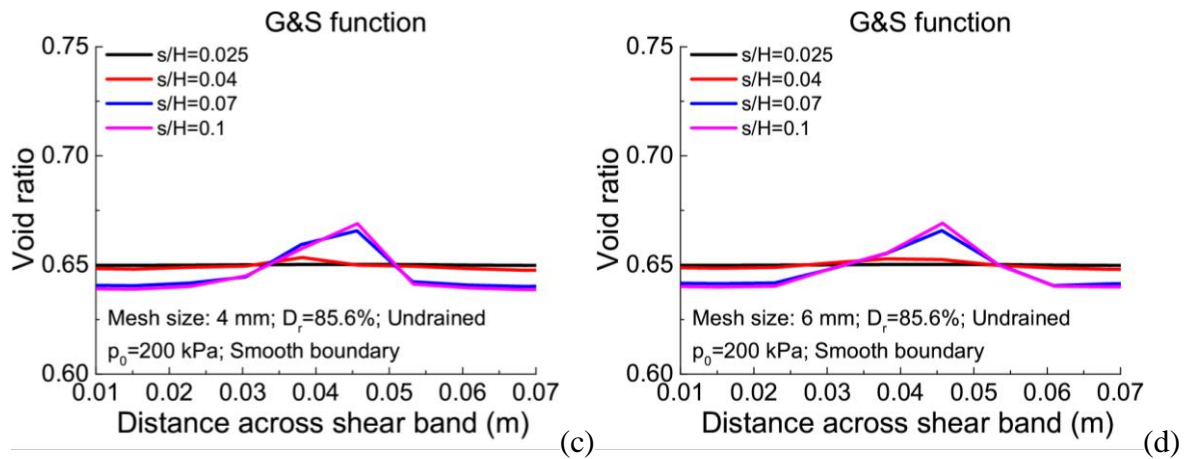 G&S function
0.75
0.70
0.65
0.60
Void ratio
s/H=0.025
s/H=0.04
s/H=0.07
s/H=0.1
Mesh size: 4 mm; Dr=85.6%; Undrained
p0=200 kPa; Smooth boundary
0.01 0.02 0.03 0.04 0.05 0.06 0.07
Distance across shear band (m)
(c)
G&S function
0.75
0.70
0.65
0.60
Void ratio
s/H=0.025
s/H=0.04
s/H=0.07
s/H=0.1
Mesh size: 6 mm; Dr=85.6%; Undrained
p0=200 kPa; Smooth boundary
0.01 0.02 0.03 0.04 0.05 0.06 0.07
Distance across shear band (m)
(d)